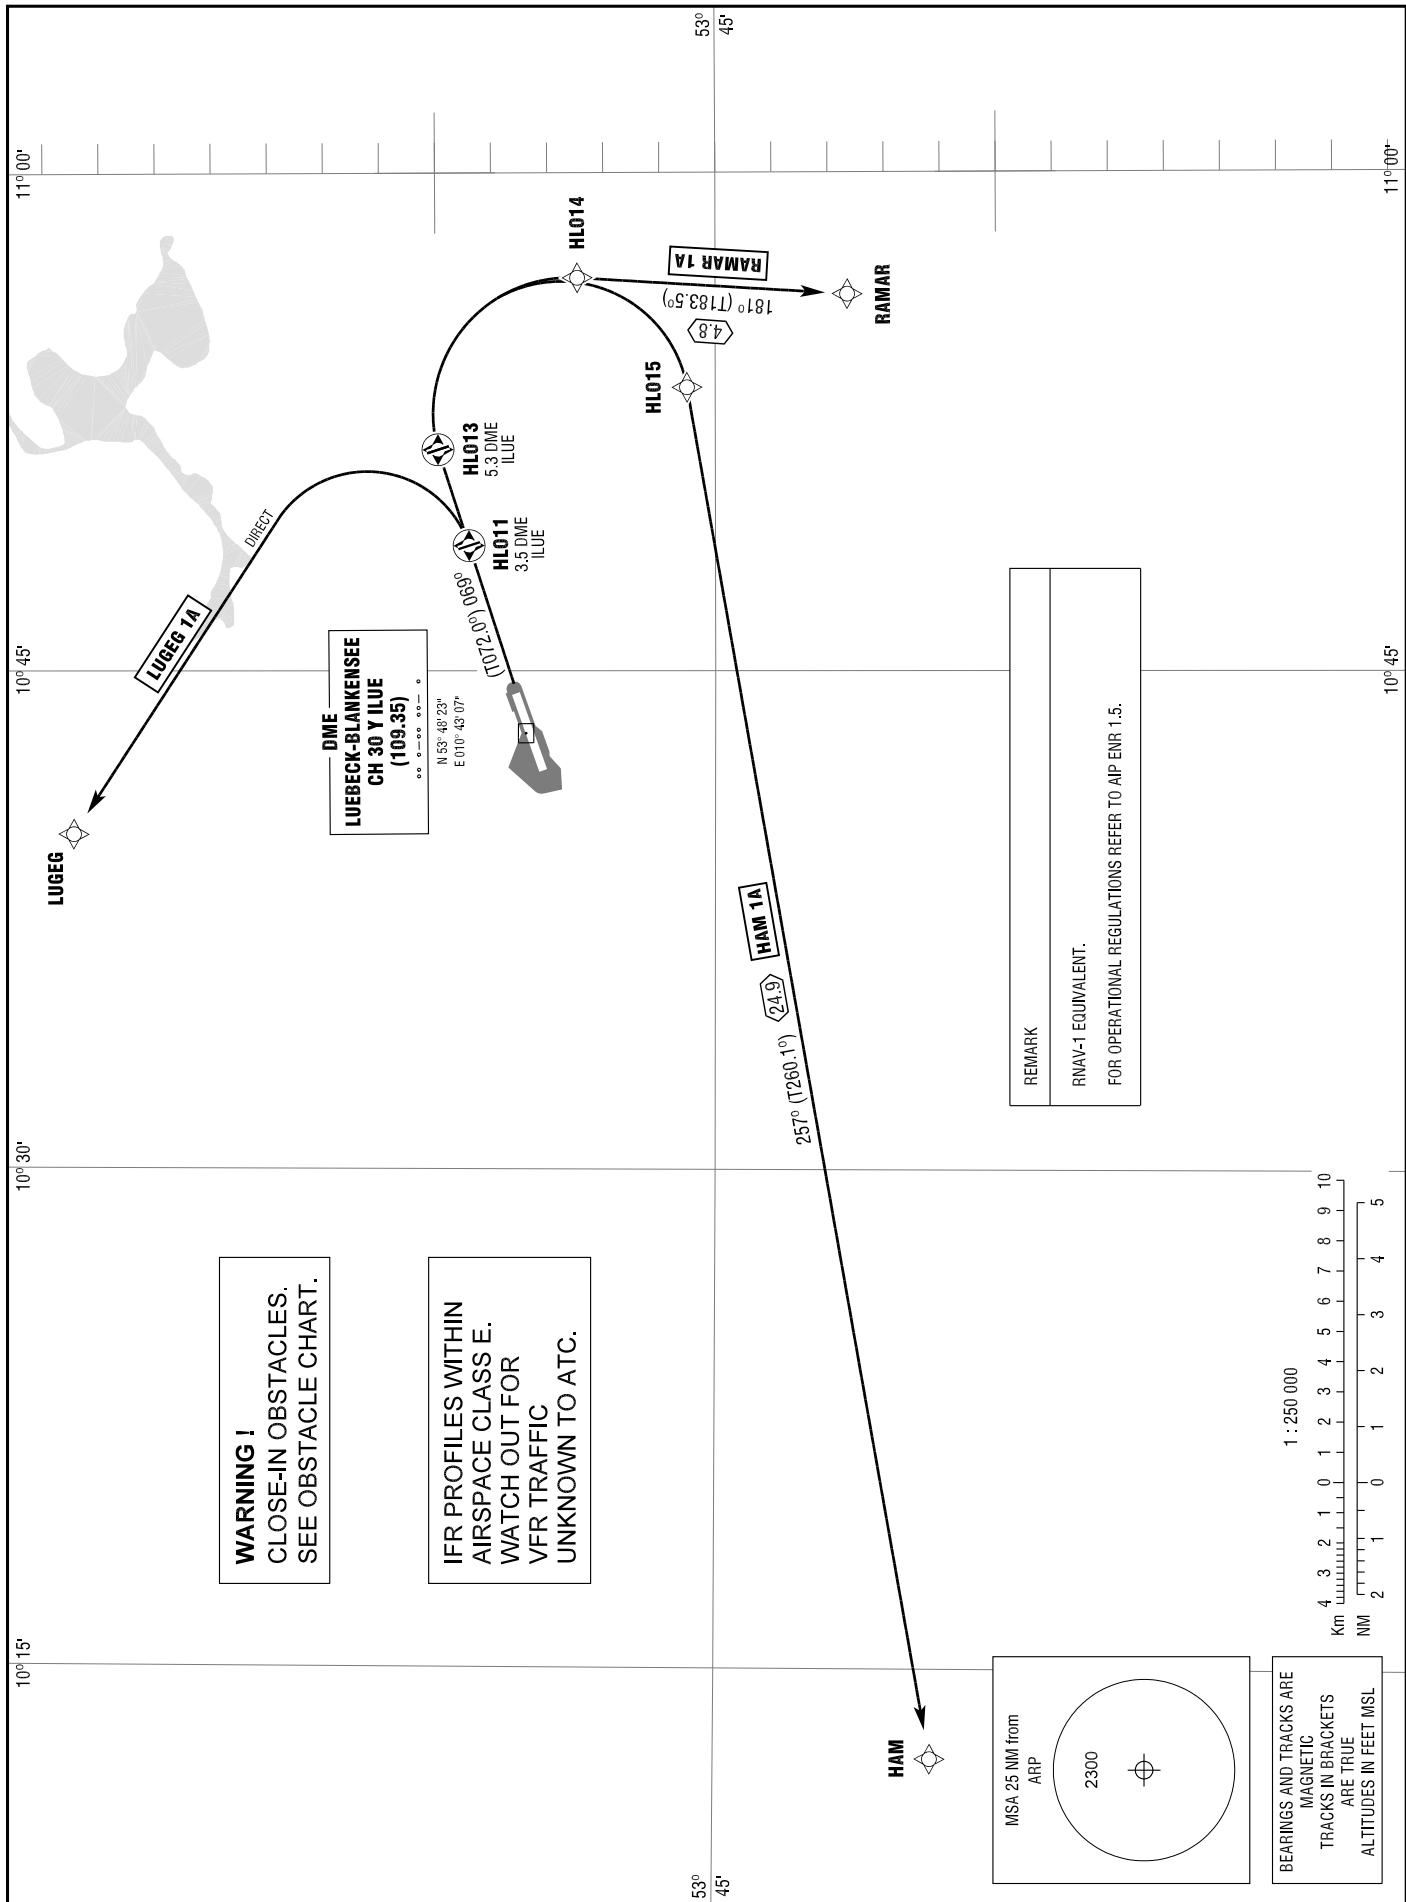 10° 15'
10° 30'
10° 45'
11° 00'
LUGEG
LUGEG 1A
DIRECT
WARNING !
CLOSE-IN OBSTACLES.
SEE OBSTACLE CHART.
DME
LUEBECK-BLANKENSEE
CH 30 Y ILUE
(109.35)
N 53° 48' 23"
E 010° 43' 07"
IFR PROFILES WITHIN
AIRSPACE CLASS E.
WATCH OUT FOR
VFR TRAFFIC
UNKNOWN TO ATC.
(T072.0°) 069°
HL011
3.5 DME
ILUE
HL013
5.3 DME
ILUE
HL014
HL015
RAMAR 1A
181° (T183.5°)
4.8
RAMAR
53°
45'
53°
45'
257° (T260.1°)
24.9
HAM 1A
HAM
MSA 25 NM from
ARP
2300
REMARK
RNAV-1 EQUIVALENT.
FOR OPERATIONAL REGULATIONS REFER TO AIP ENR 1.5.
BEARINGS AND TRACKS ARE
MAGNETIC
TRACKS IN BRACKETS
ARE TRUE
ALTITUDES IN FEET MSL
1 : 250 000
Km 4 3 2 1 0 1 2 3 4 5 6 7 8 9 10
NM 2 1 0 1 2 3 4 5
11° 00'
10° 45'